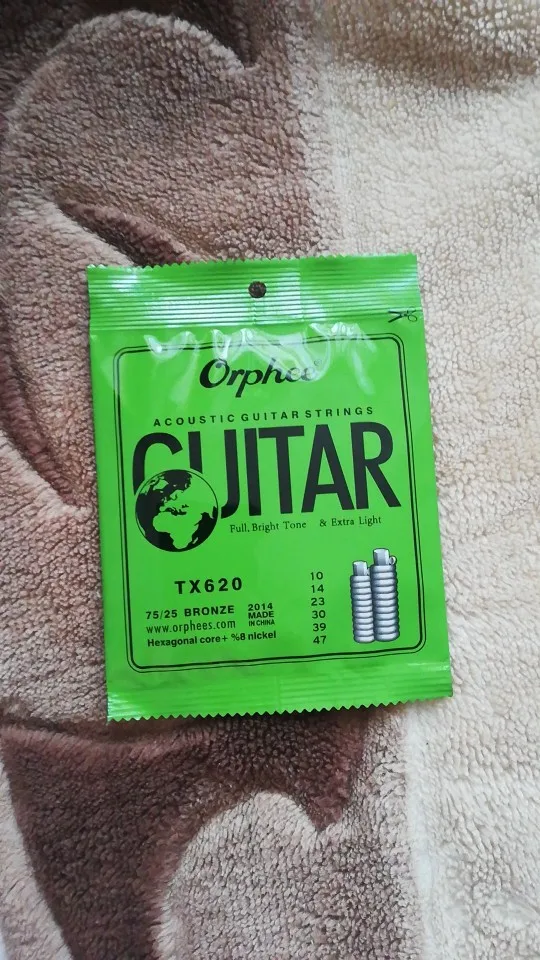 Orphee
ACOUSTIC GUITAR STRINGS
GUITAR
Full, Bright Tone & Extra Light
TX620
75/25 BRONZE
2014
MADE
IN CHINA
www.orphees.com
Hexagonal core+ %8 nickel
10
14
23
30
39
47